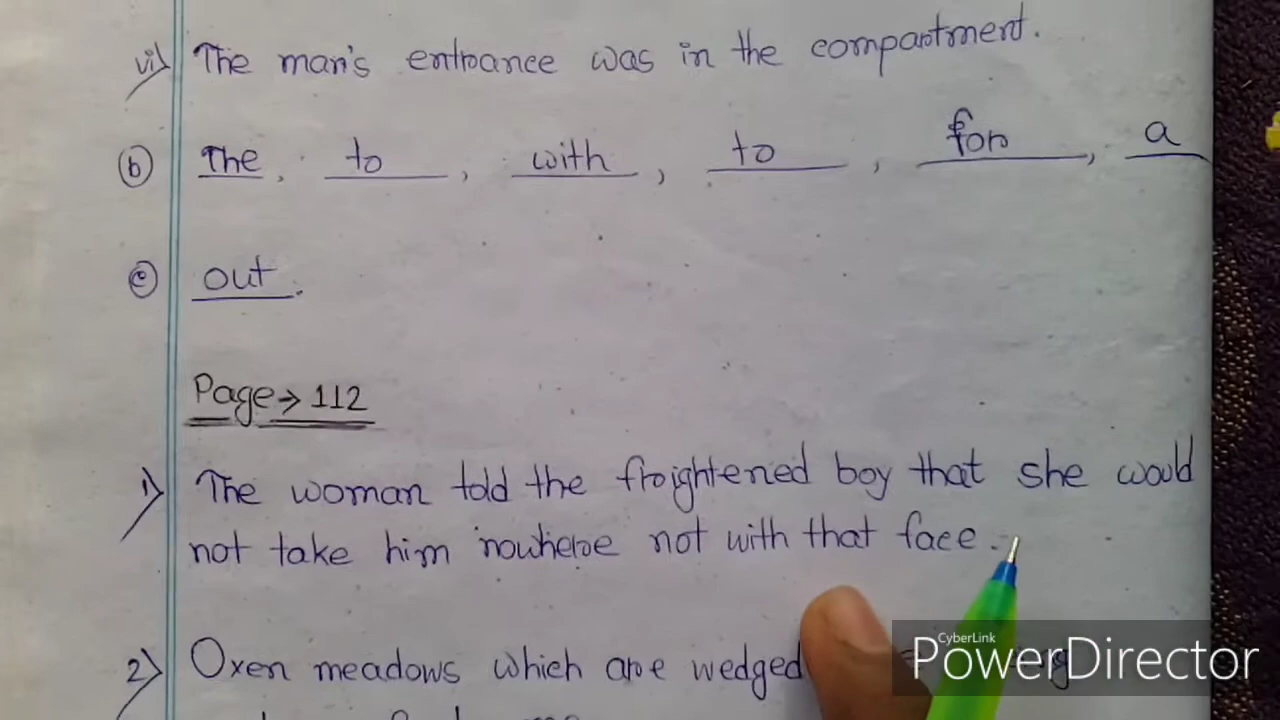 vi) The man's entrance was in the compartment.
(b) The, to, with, to, for, a
(c) out.
Page → 112
1) The woman told the frightened boy that she would
not take him nowhere not with that face.
CyberLink
PowerDirector
2) Oxen meadows which are wedged